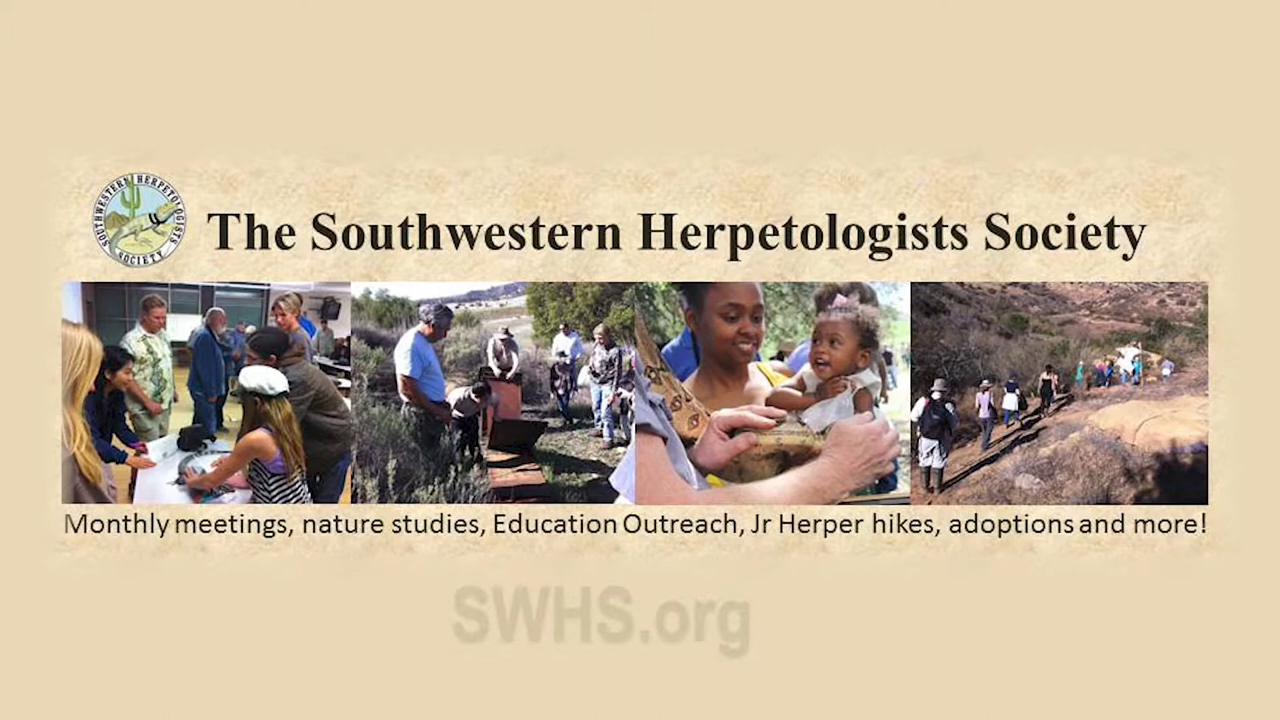 SOUTHWESTERN HERPETOLOGISTS SOCIETY
The Southwestern Herpetologists Society
Monthly meetings, nature studies, Education Outreach, Jr Herper hikes, adoptions and more!
SWHS.org